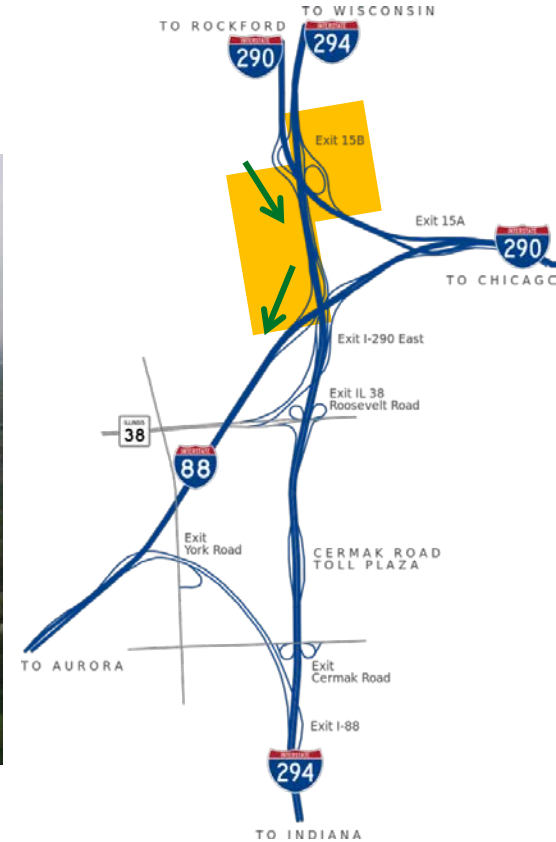 TO WISCONSIN
TO ROCKFORD
INTERSTATE
294
INTERSTATE
290
Exit 15B
Exit 15A
INTERSTATE
290
TO CHICAGO
Exit I-290 East
Exit IL 38
Roosevelt Road
ILLINOIS
38
INTERSTATE
88
Exit
York Road
CERMAK ROAD
TOLL PLAZA
TO AURORA
Exit
Cermak Road
Exit I-88
INTERSTATE
294
TO INDIANA